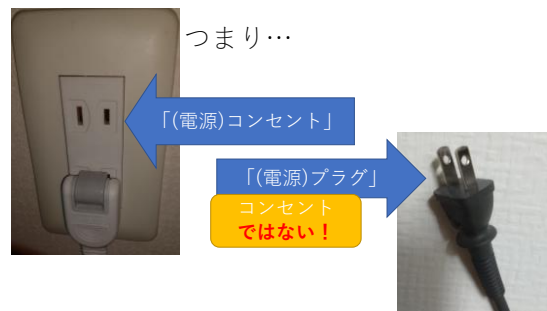 つまり…
「(電源)コンセント」
「(電源)プラグ」
コンセント
ではない！